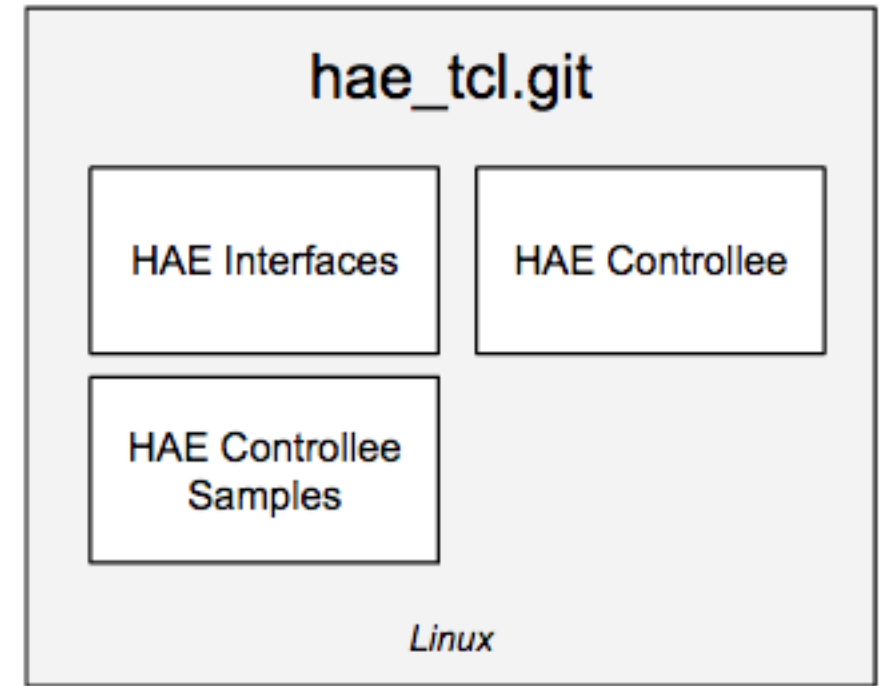 hae_tcl.git
HAE Interfaces
HAE Controllee
HAE Controllee
Samples
Linux